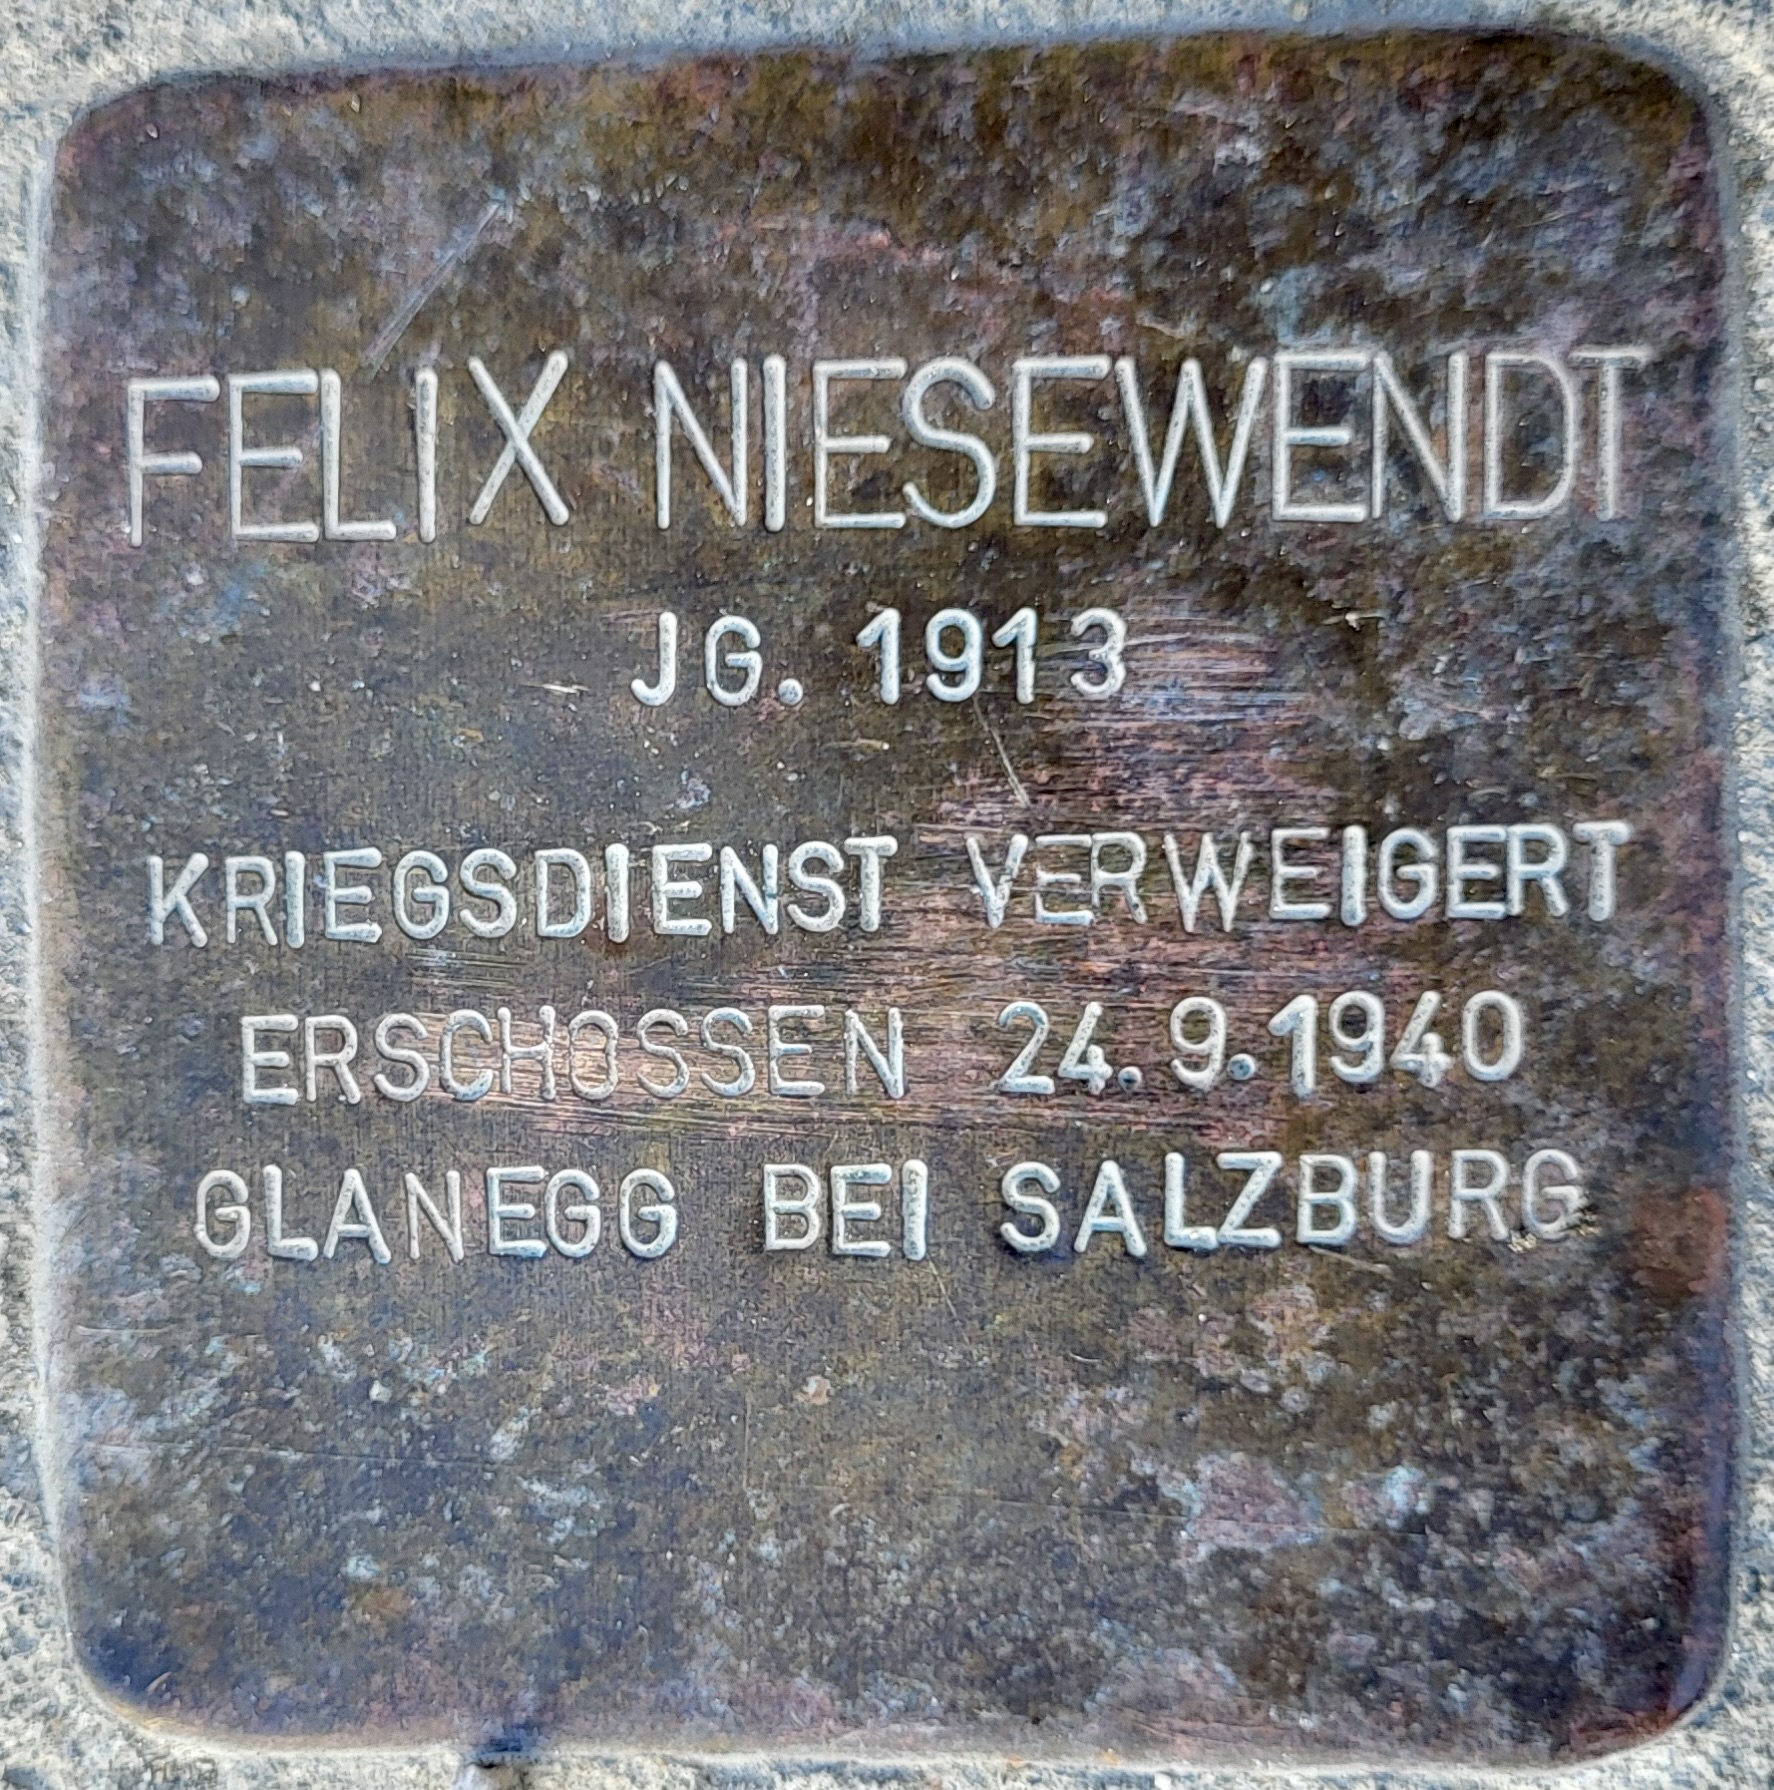 FELIX NIESEWENDT
JG. 1913
KRIEGSDIENST VERWEIGERT
ERSCHOSSEN 24.9.1940
GLANEGG BEI SALZBURG